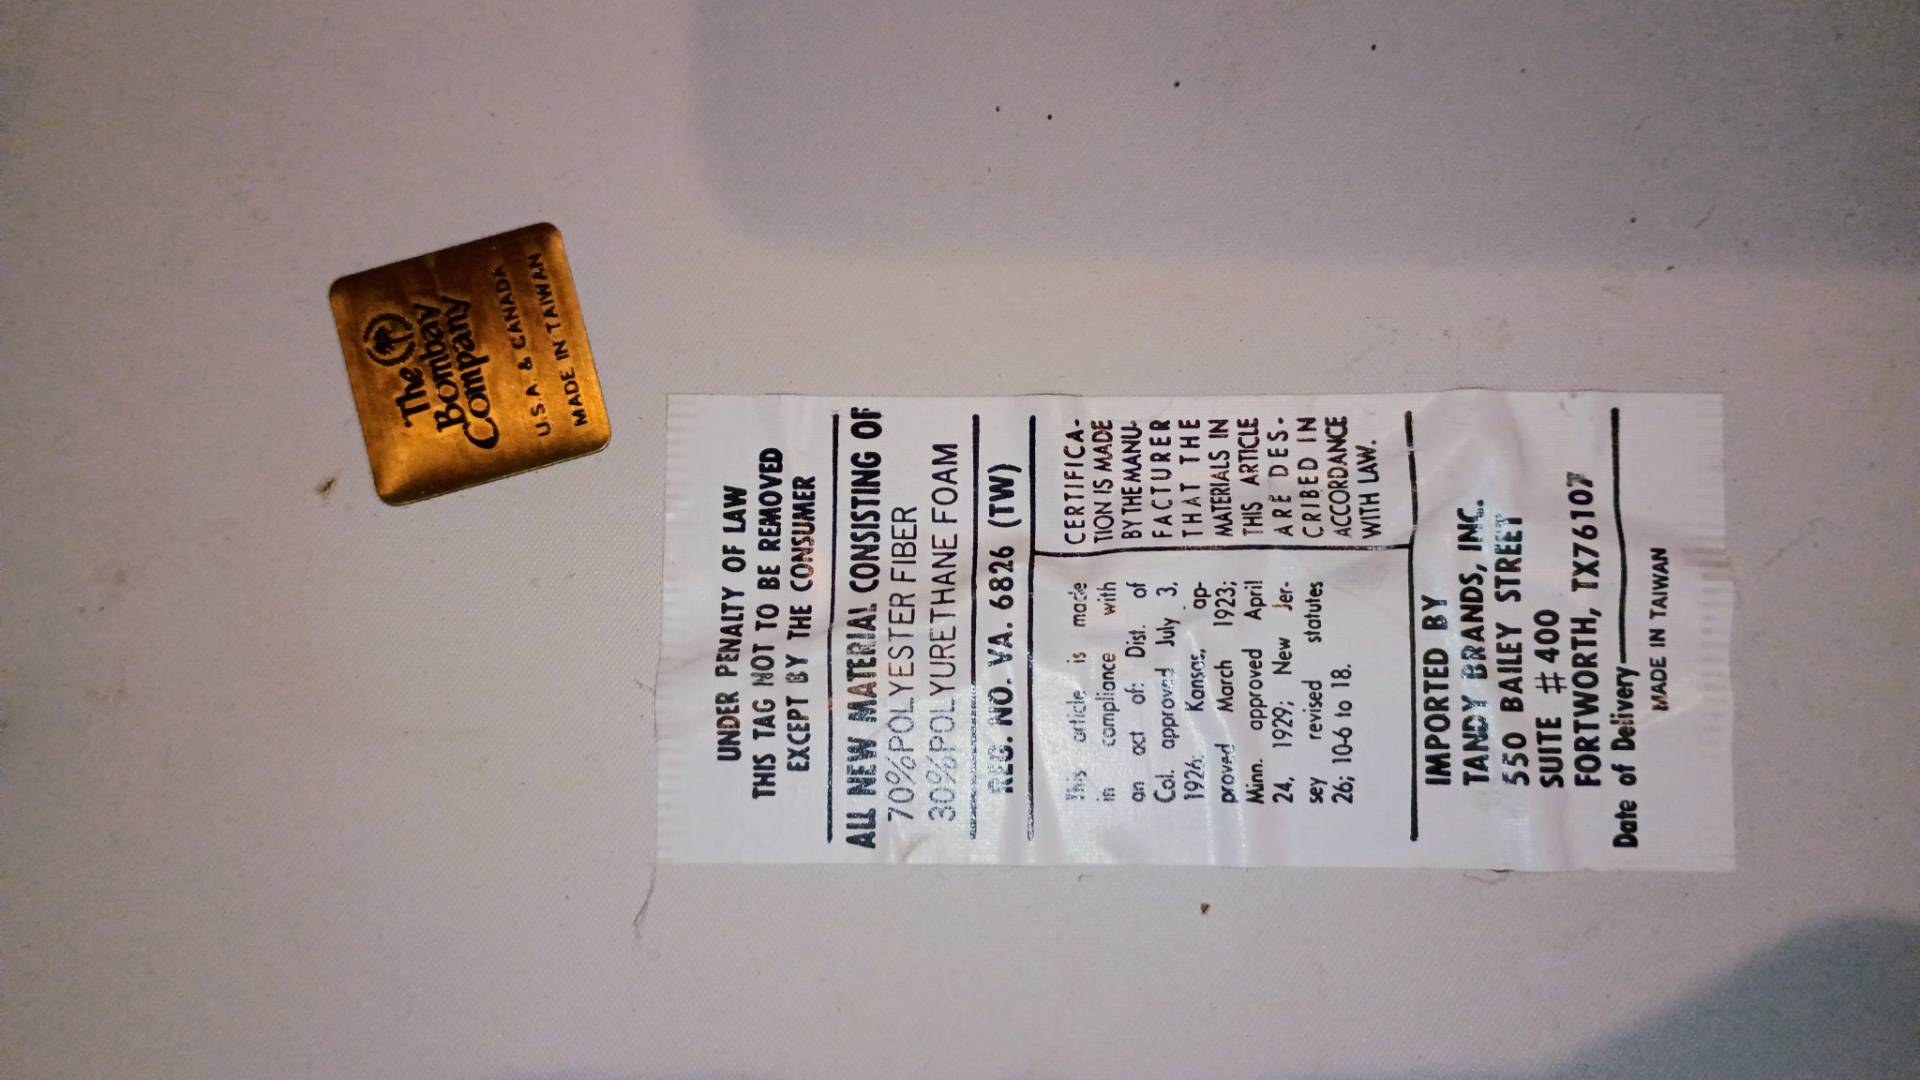 The
Bombay
Company
U.S.A. & CANADA
MADE IN TAIWAN
UNDER PENALTY OF LAW
THIS TAG NOT TO BE REMOVED
EXCEPT BY THE CONSUMER
ALL NEW MATERIAL CONSISTING OF
70%POLYESTER FIBER
30%POLYURETHANE FOAM
REG. NO. VA. 6826 (TW)
This article is made
in compliance with
an act of: Dist. of
Col. approved July 3,
1926; Kansas, ap-
proved March 1923;
Minn. approved April
24, 1929; New Jer-
sey revised statutes
26; 10-6 to 18.
CERTIFICA-
TION IS MADE
BY THE MANU-
FACTURER
THAT THE
MATERIALS IN
THIS ARTICLE
ARE DES-
CRIBED IN
ACCORDANCE
WITH LAW.
IMPORTED BY
TANDY BRANDS, INC.
550 BAILEY STREET
SUITE # 400
FORTWORTH, TX76107
Date of Delivery
MADE IN TAIWAN